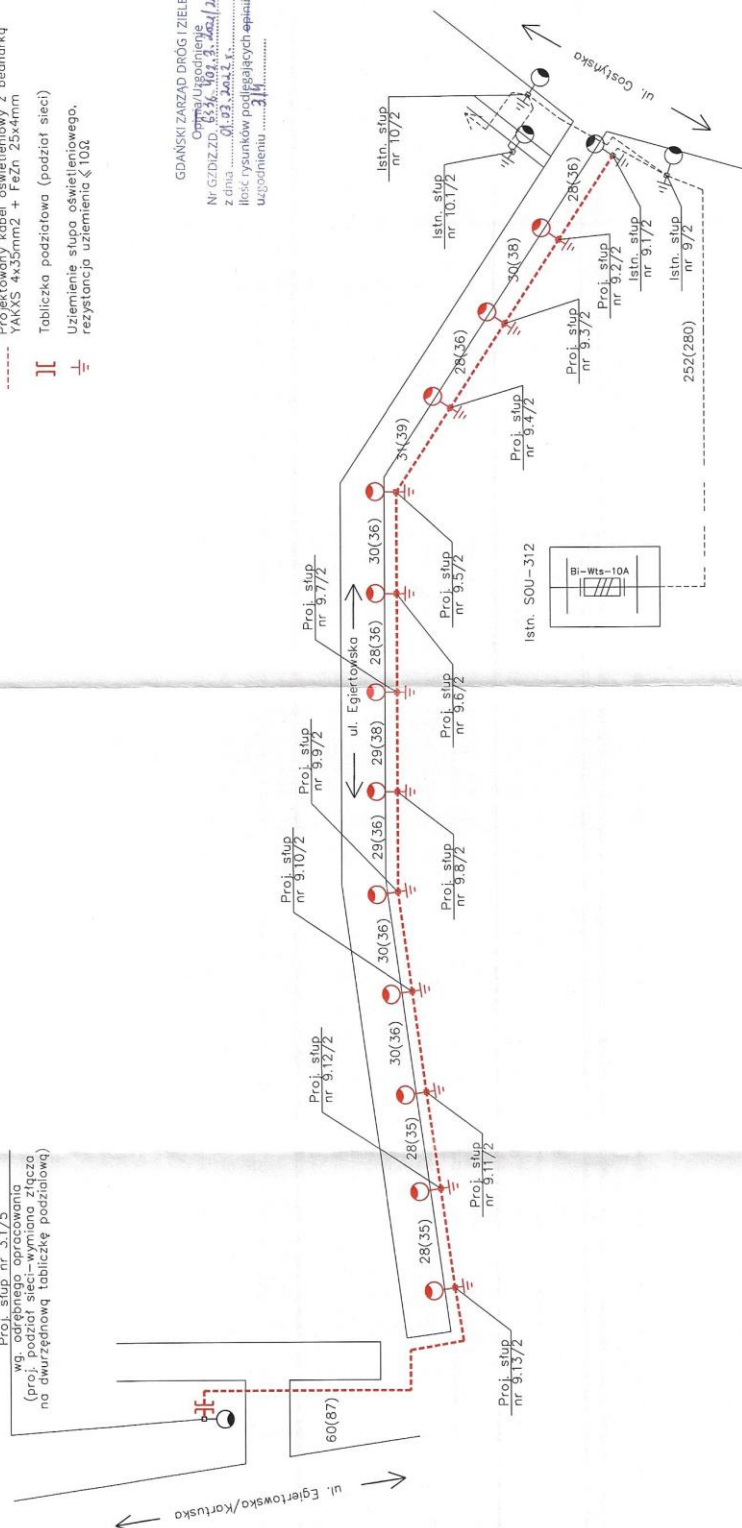 Projektowany kabel oświetleniowy z bednarką
YAKXS 4x35mm2 + FeZn 25x4mm
Tabliczka podziałowa (podział sieci)
Uziemienie słupa oświetleniowego,
rezystancja uziemienia ≤ 10Ω
GDAŃSKI ZARZĄD DRÓG I ZIELE
Opinia/Uzgodnienie
Nr GZDiZ.ZD.
z dnia 01.03.2022 r.
ilość rysunków podlegających opinii
uzgodnieniu 3/4
Proj. słup nr 3.1/5
wg. odrębnego opracowania
(proj. podział sieci-wymiana złącza
na dwurzędową tabliczkę podziałową)
ul. Egiertowska/Kartuska
60(87)
Proj. słup
nr 9.13/2
28(35)
Proj. słup
nr 9.12/2
28(35)
Proj. słup
nr 9.11/2
30(36)
Proj. słup
nr 9.10/2
30(36)
Proj. słup
nr 9.9/2
29(36)
Proj. słup
nr 9.8/2
29(38)
ul. Egiertowska
Proj. słup
nr 9.7/2
28(36)
Proj. słup
nr 9.6/2
30(36)
Proj. słup
nr 9.5/2
31(39)
Proj. słup
nr 9.4/2
28(36)
Proj. słup
nr 9.3/2
30(38)
Proj. słup
nr 9.2/2
28(36)
Istn. słup
nr 9.1/2
Istn. słup
nr 9/2
Istn. słup
nr 10.1/2
Istn. słup
nr 10/2
ul. Gostyńska
252(280)
Istn. SOU-312
Bi-Wts-10A